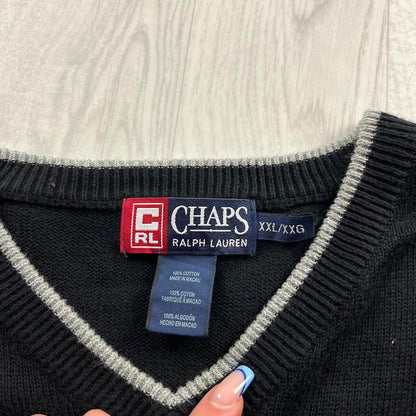 C
RL
CHAPS
RALPH LAUREN
XXL/XXG
100% COTTON
MADE IN MACAU
100% COTON
FABRIQUÉ À MACAO
100% ALGODÓN
HECHO EN MACAO